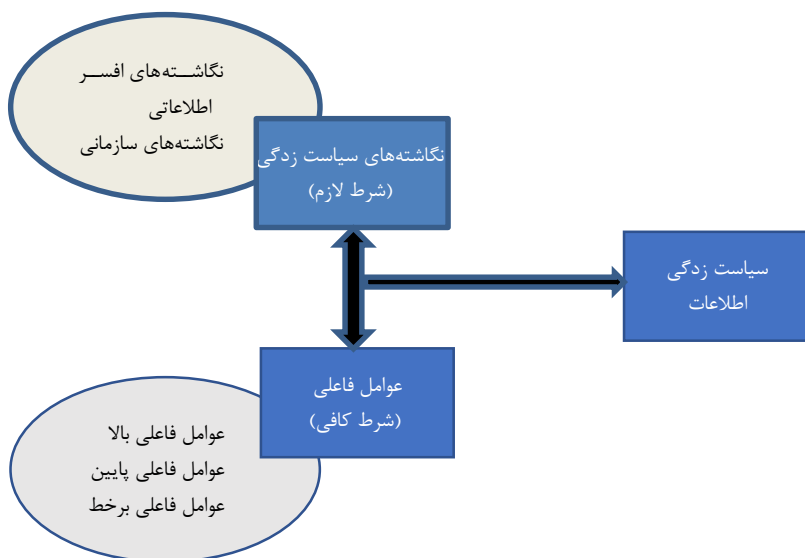 نگاشته‌های افسر
اطلاعاتی
نگاشته‌های سازمانی
نگاشته‌های سیاست زدگی
(شرط لازم)
سیاست زدگی
اطلاعات
عوامل فاعلی
(شرط کافی)
عوامل فاعلی بالا
عوامل فاعلی پایین
عوامل فاعلی برخط